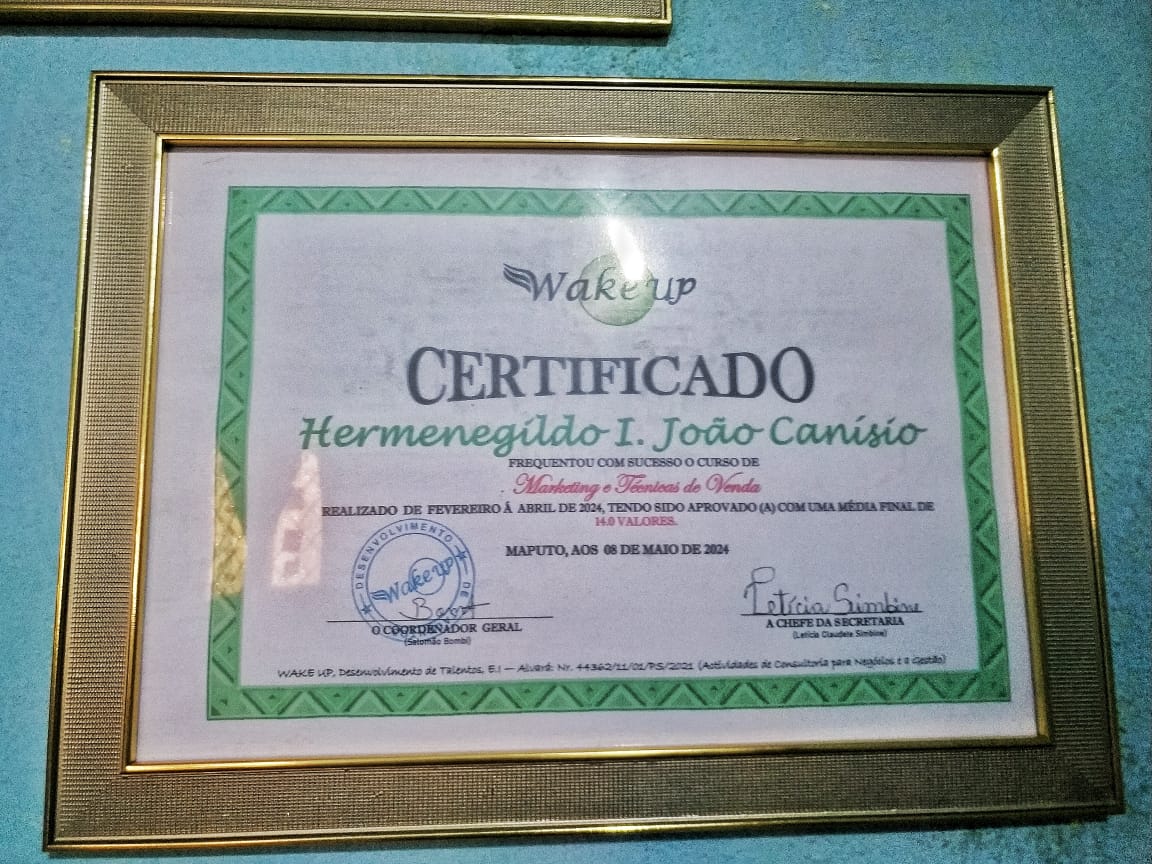 Wake up
CERTIFICADO
Hermenegildo I. João Canísio
FREQUENTOU COM SUCESSO O CURSO DE
Marketing e Técnicas de Venda
REALIZADO DE FEVEREIRO Á ABRIL DE 2024, TENDO SIDO APROVADO (A) COM UMA MÉDIA FINAL DE
14.0 VALORES.
MAPUTO, AOS 08 DE MAIO DE 2024
DESENVOLVIMENTO DE
Wake up
Letícia Simbine
O COORDENADOR GERAL
(Salomão Bombi)
A CHEFE DA SECRETARIA
(Letícia Claudete Simbine)
WAKE UP, Desenvolvimento de Talentos, E.I — Alvará: Nr. 44362/11/01/PS/2021 (Actividades de Consultoria para Negócios e a Gestão)